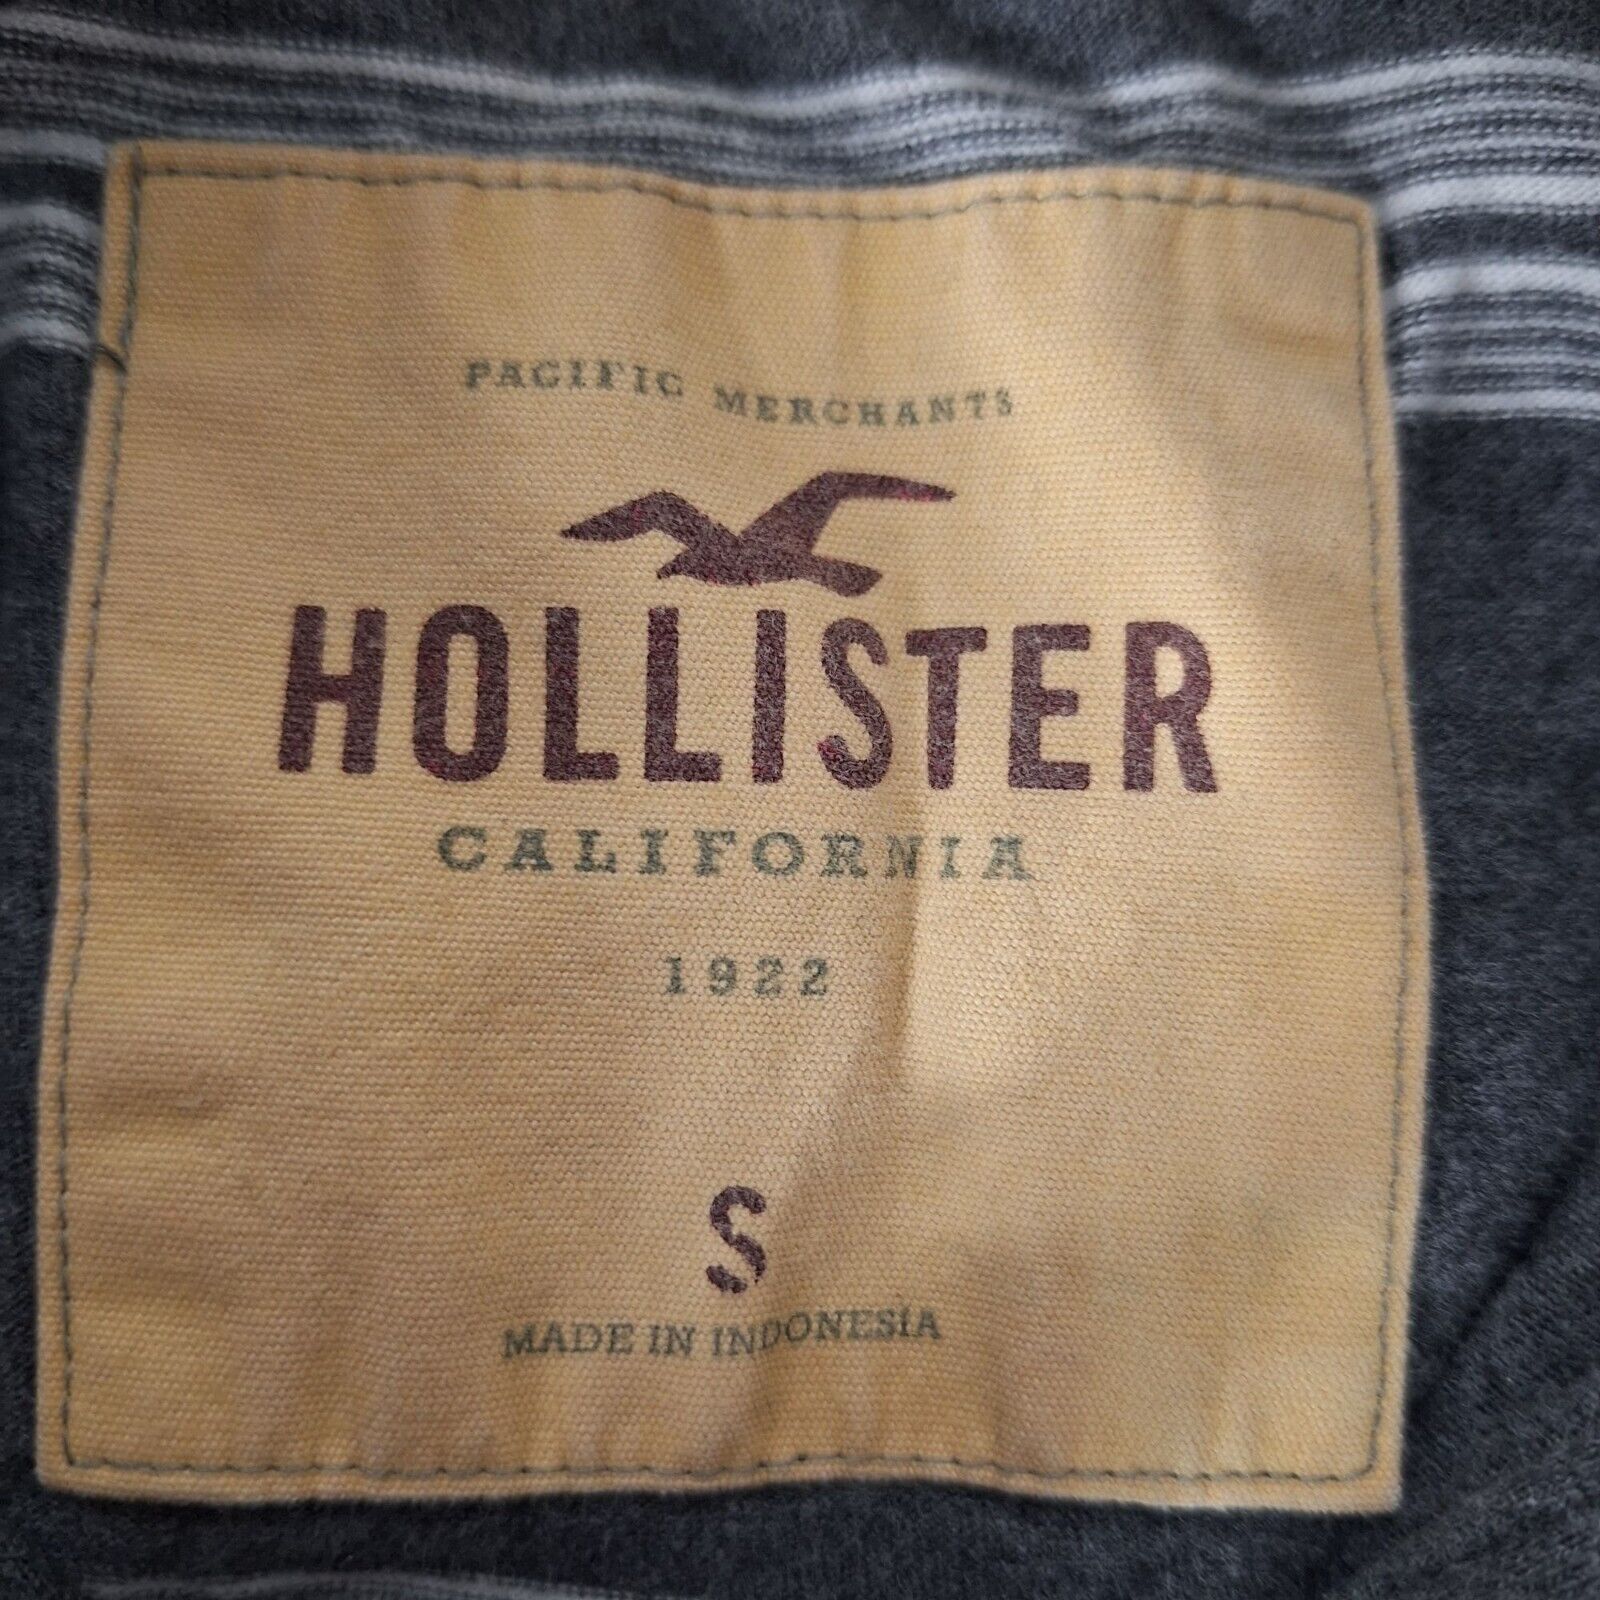 PACIFIC MERCHANTS
HOLLISTER
CALIFORNIA
1922
S
MADE IN INDONESIA